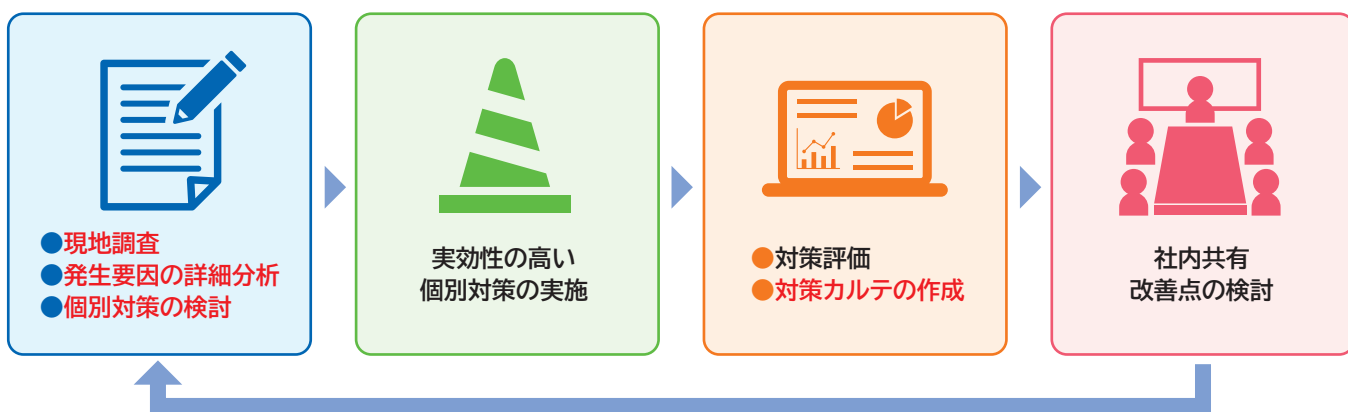 ●現地調査
●発生要因の詳細分析
●個別対策の検討
実効性の高い
個別対策の実施
●対策評価
●対策カルテの作成
社内共有
改善点の検討